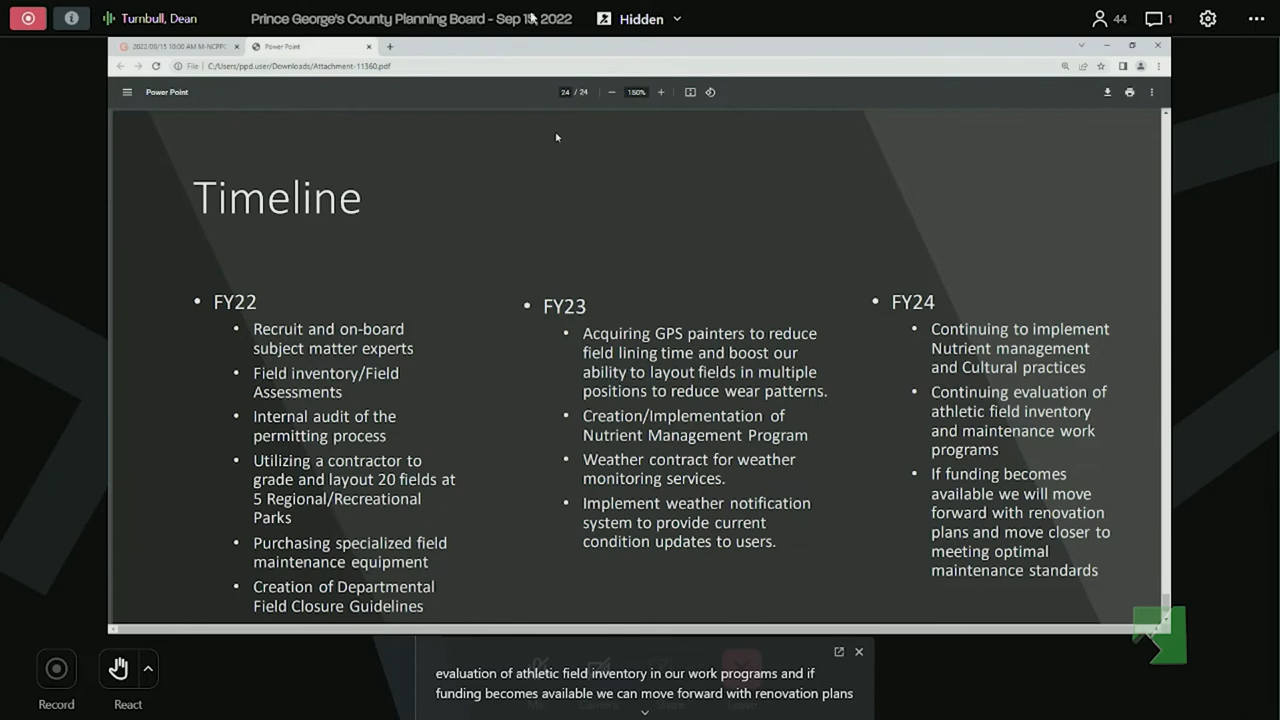 Turnbull, Dean
Prince George's County Planning Board - Sep 15, 2022
Hidden
44
1
2022/09/15 10:00 AM M-NCPPC
Power Point
File
C:/Users/ppd.user/Downloads/Attachment-11360.pdf
Power Point
24 / 24
150%
Timeline
• FY22
• Recruit and on-board
subject matter experts
• Field inventory/Field
Assessments
• Internal audit of the
permitting process
• Utilizing a contractor to
grade and layout 20 fields at
5 Regional/Recreational
Parks
• Purchasing specialized field
maintenance equipment
• Creation of Departmental
Field Closure Guidelines
• FY23
• Acquiring GPS painters to reduce
field lining time and boost our
ability to layout fields in multiple
positions to reduce wear patterns.
• Creation/Implementation of
Nutrient Management Program
• Weather contract for weather
monitoring services.
• Implement weather notification
system to provide current
condition updates to users.
• FY24
• Continuing to implement
Nutrient management
and Cultural practices
• Continuing evaluation of
athletic field inventory
and maintenance work
programs
• If funding becomes
available we will move
forward with renovation
plans and move closer to
meeting optimal
maintenance standards
evaluation of athletic field inventory in our work programs and if
funding becomes available we can move forward with renovation plans
Record
React